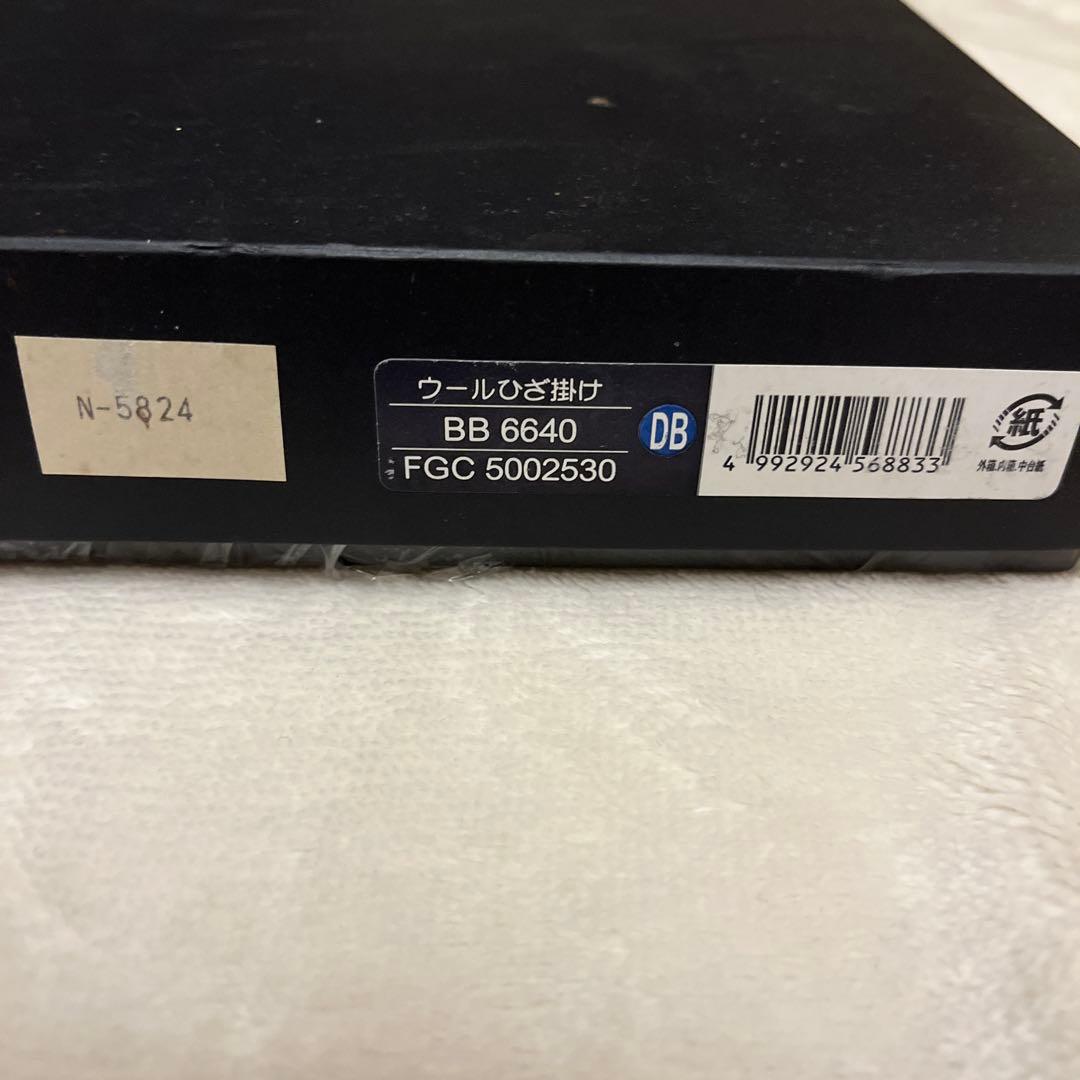 N-5824
ウールひざ掛け
BB 6640
FGC 5002530
DB
4 992924 568833
紙
外箱.内箱.中台紙